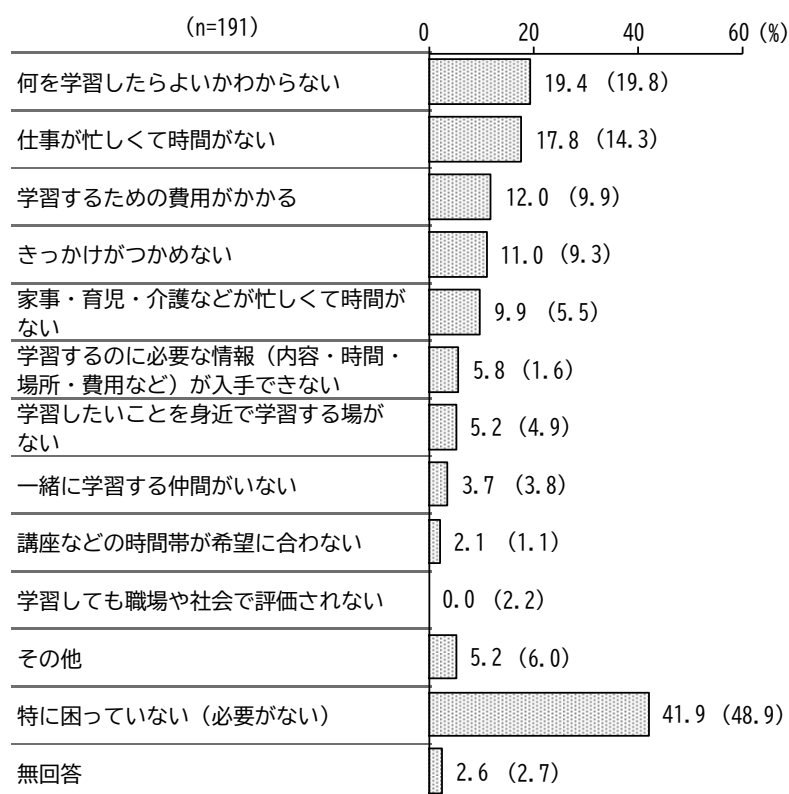 (n=191)
0 20 40 60 (%)
何を学習したらよいかわからない 19.4 (19.8)
仕事が忙しくて時間がない 17.8 (14.3)
学習するための費用がかかる 12.0 (9.9)
きっかけがつかめない 11.0 (9.3)
家事・育児・介護などが忙しくて時間が
ない 9.9 (5.5)
学習するのに必要な情報（内容・時間・
場所・費用など）が入手できない 5.8 (1.6)
学習したいことを身近で学習する場が
ない 5.2 (4.9)
一緒に学習する仲間がいない 3.7 (3.8)
講座などの時間帯が希望に合わない 2.1 (1.1)
学習しても職場や社会で評価されない 0.0 (2.2)
その他 5.2 (6.0)
特に困っていない（必要がない） 41.9 (48.9)
無回答 2.6 (2.7)